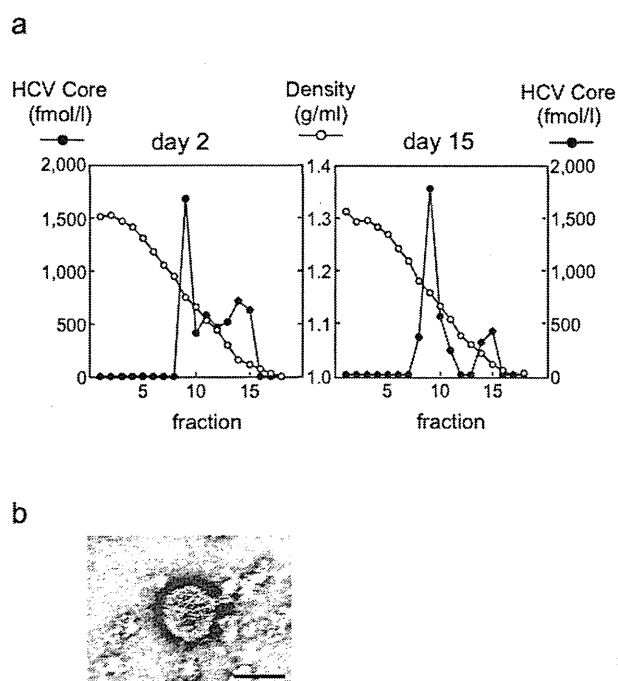 a
HCV Core
(fmol/l)
Density
(g/ml)
HCV Core
(fmol/l)
day 2
day 15
2,000
1,500
1,000
500
0
1.4
1.3
1.2
1.1
1.0
2,000
1,500
1,000
500
0
5
10
15
5
10
15
fraction
fraction
b